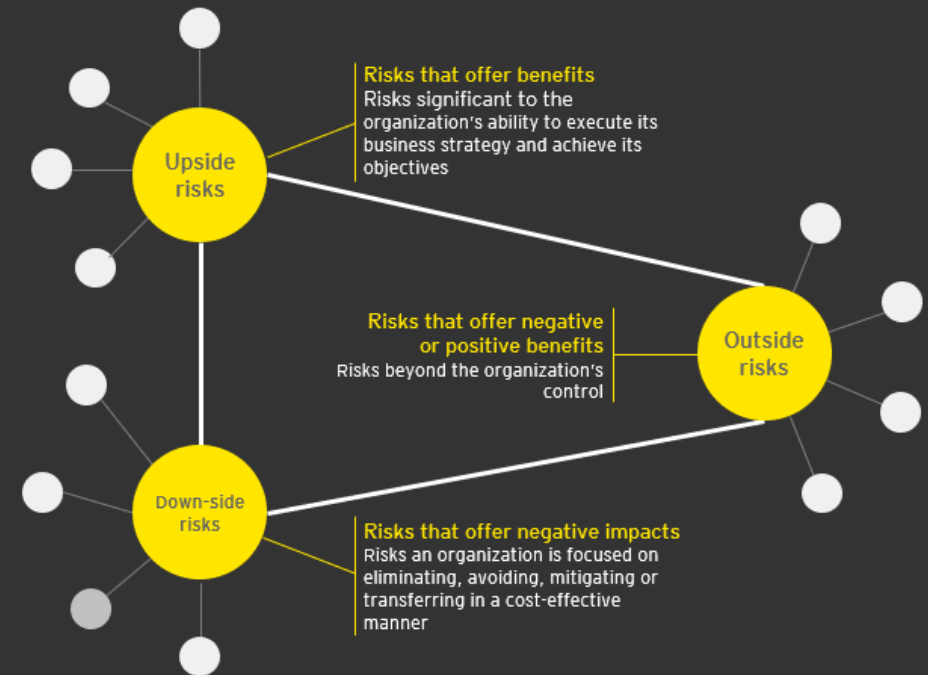 Upside
risks
Risks that offer benefits
Risks significant to the
organization's ability to execute its
business strategy and achieve its
objectives
Risks that offer negative
or positive benefits
Risks beyond the organization's
control
Outside
risks
Down-side
risks
Risks that offer negative impacts
Risks an organization is focused on
eliminating, avoiding, mitigating or
transferring in a cost-effective
manner